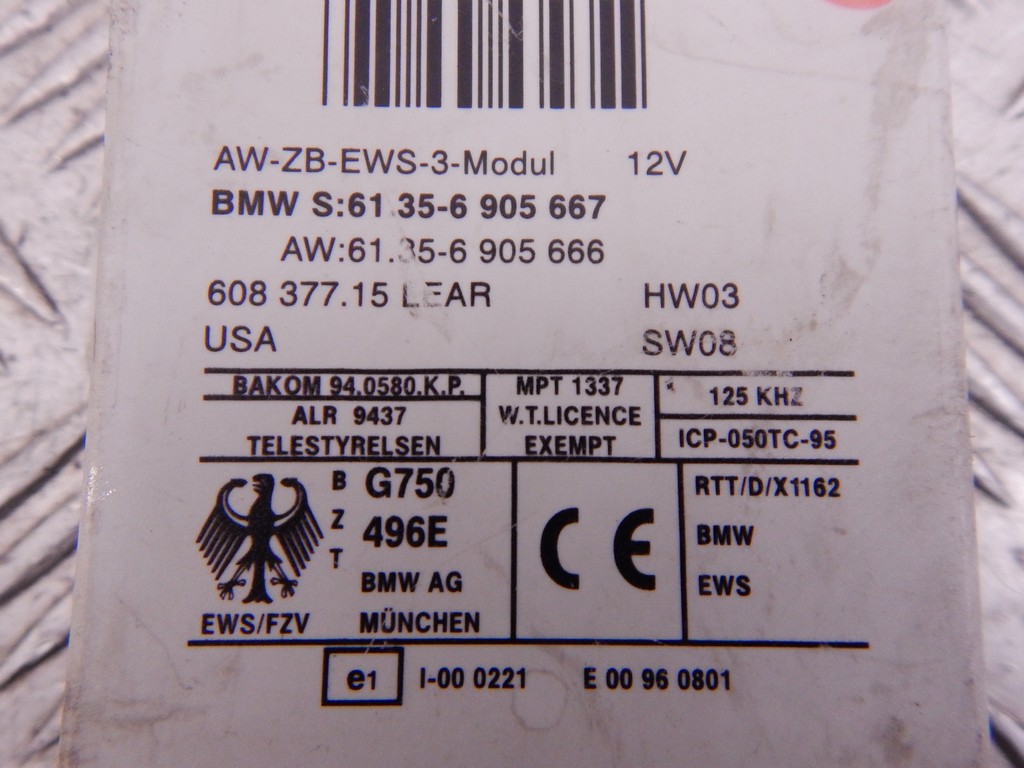 AW-ZB-EWS-3-Modul 12V
BMW S:61.35-6 905 667
AW:61.35-6 905 666
608 377.15 LEAR HW03
USA SW08
BAKOM 94.0580.K.P.
ALR 9437
TELESTYRELSEN
MPT 1337
W.T.LICENCE
EXEMPT
125 KHZ
ICP-050TC-95
BZT
G750
496E
BMW AG
MÜNCHEN
EWS/FZV
CE
RTT/D/X1162
BMW
EWS
e1 I-00 0221 E 00 96 0801